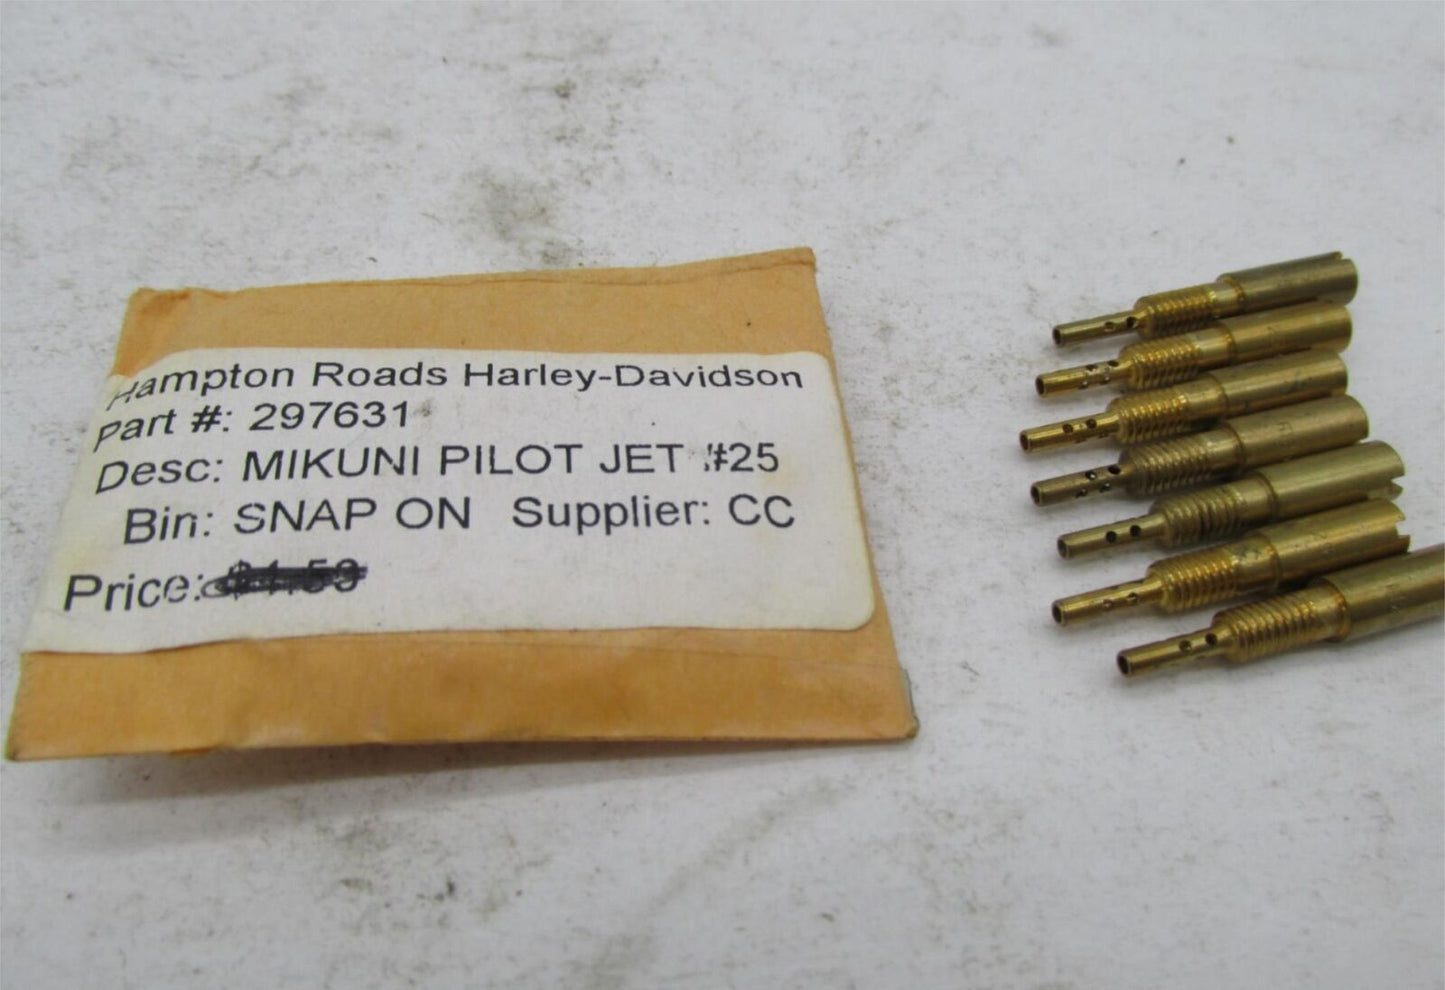 Hampton Roads Harley-Davidson
Part #: 297631
Desc: MIKUNI PILOT JET #25
Bin: SNAP ON Supplier: CC
Price: